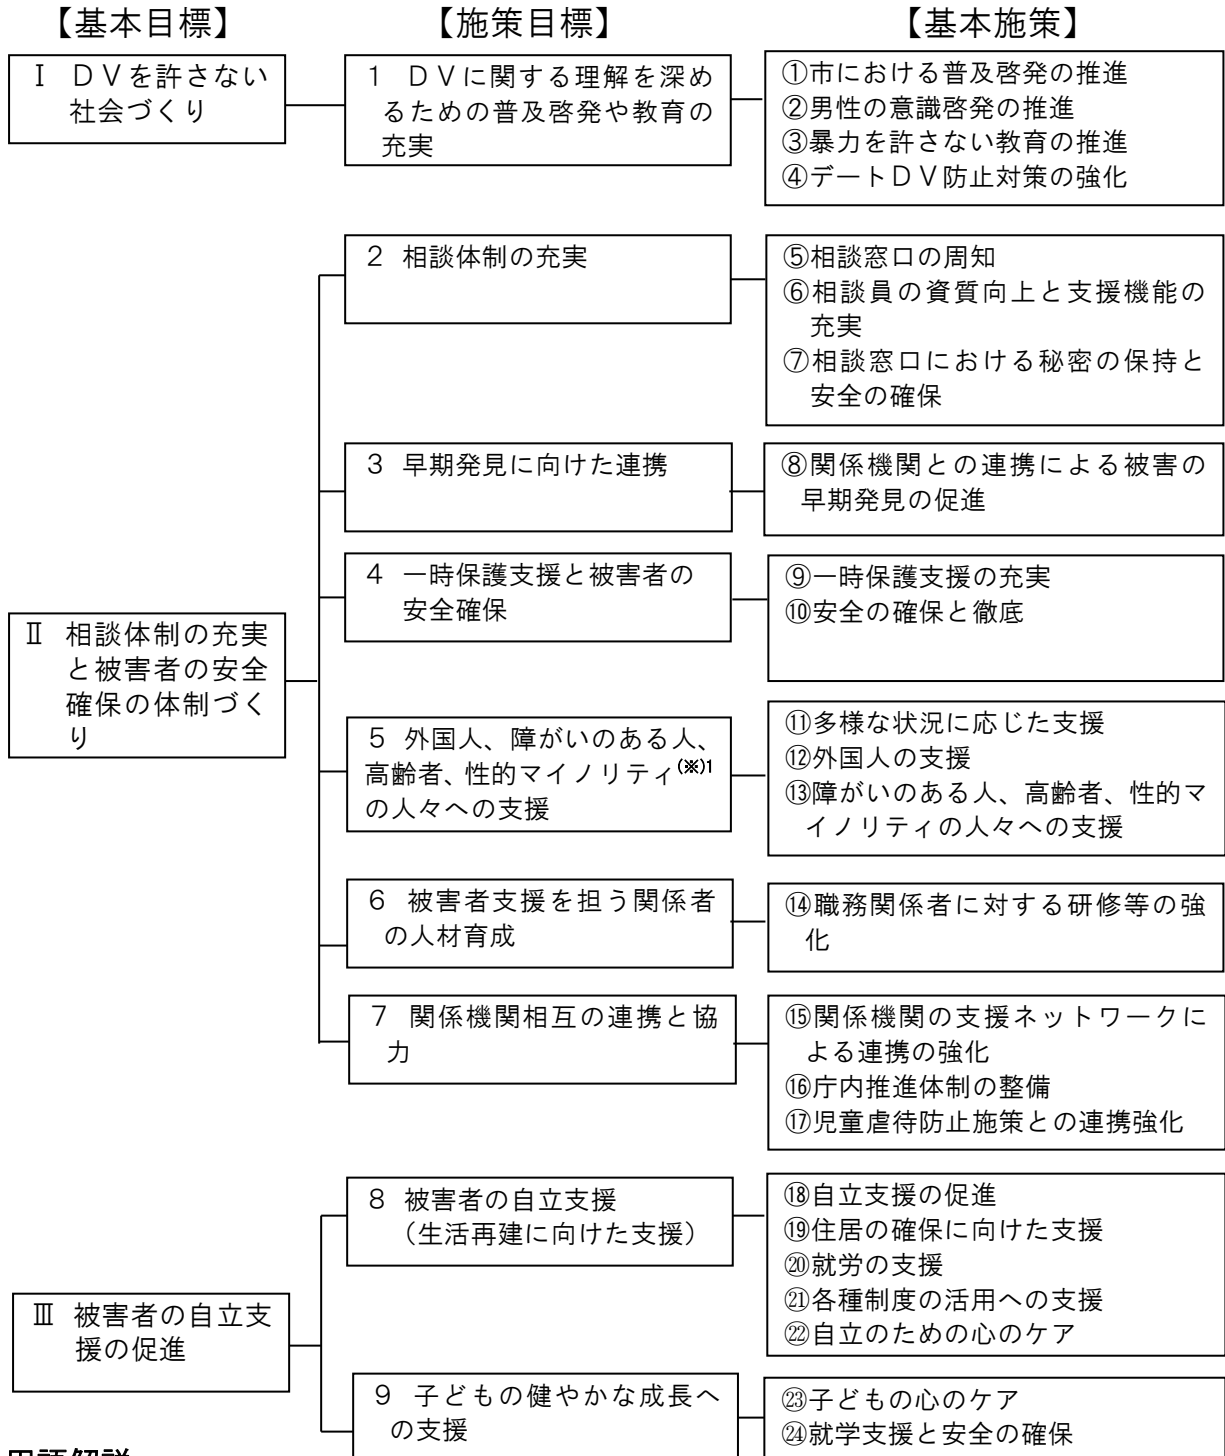 【基本目標】
【施策目標】
【基本施策】
Ⅰ ＤＶを許さない
社会づくり
１ ＤＶに関する理解を深め
るための普及啓発や教育の
充実
①市における普及啓発の推進
②男性の意識啓発の推進
③暴力を許さない教育の推進
④デートＤＶ防止対策の強化
Ⅱ 相談体制の充実
と被害者の安全
確保の体制づく
り
２ 相談体制の充実
⑤相談窓口の周知
⑥相談員の資質向上と支援機能の
充実
⑦相談窓口における秘密の保持と
安全の確保
３ 早期発見に向けた連携
⑧関係機関との連携による被害の
早期発見の促進
４ 一時保護支援と被害者の
安全確保
⑨一時保護支援の充実
⑩安全の確保と徹底
５ 外国人、障がいのある人、
高齢者、性的マイノリティ(※)1
の人々への支援
⑪多様な状況に応じた支援
⑫外国人の支援
⑬障がいのある人、高齢者、性的マ
イノリティの人々への支援
６ 被害者支援を担う関係者
の人材育成
⑭職務関係者に対する研修等の強
化
７ 関係機関相互の連携と協
力
⑮関係機関の支援ネットワークに
よる連携の強化
⑯庁内推進体制の整備
⑰児童虐待防止施策との連携強化
Ⅲ 被害者の自立支
援の促進
８ 被害者の自立支援
（生活再建に向けた支援）
⑱自立支援の促進
⑲住居の確保に向けた支援
⑳就労の支援
㉑各種制度の活用への支援
㉒自立のための心のケア
９ 子どもの健やかな成長へ
の支援
㉓子どもの心のケア
㉔就学支援と安全の確保